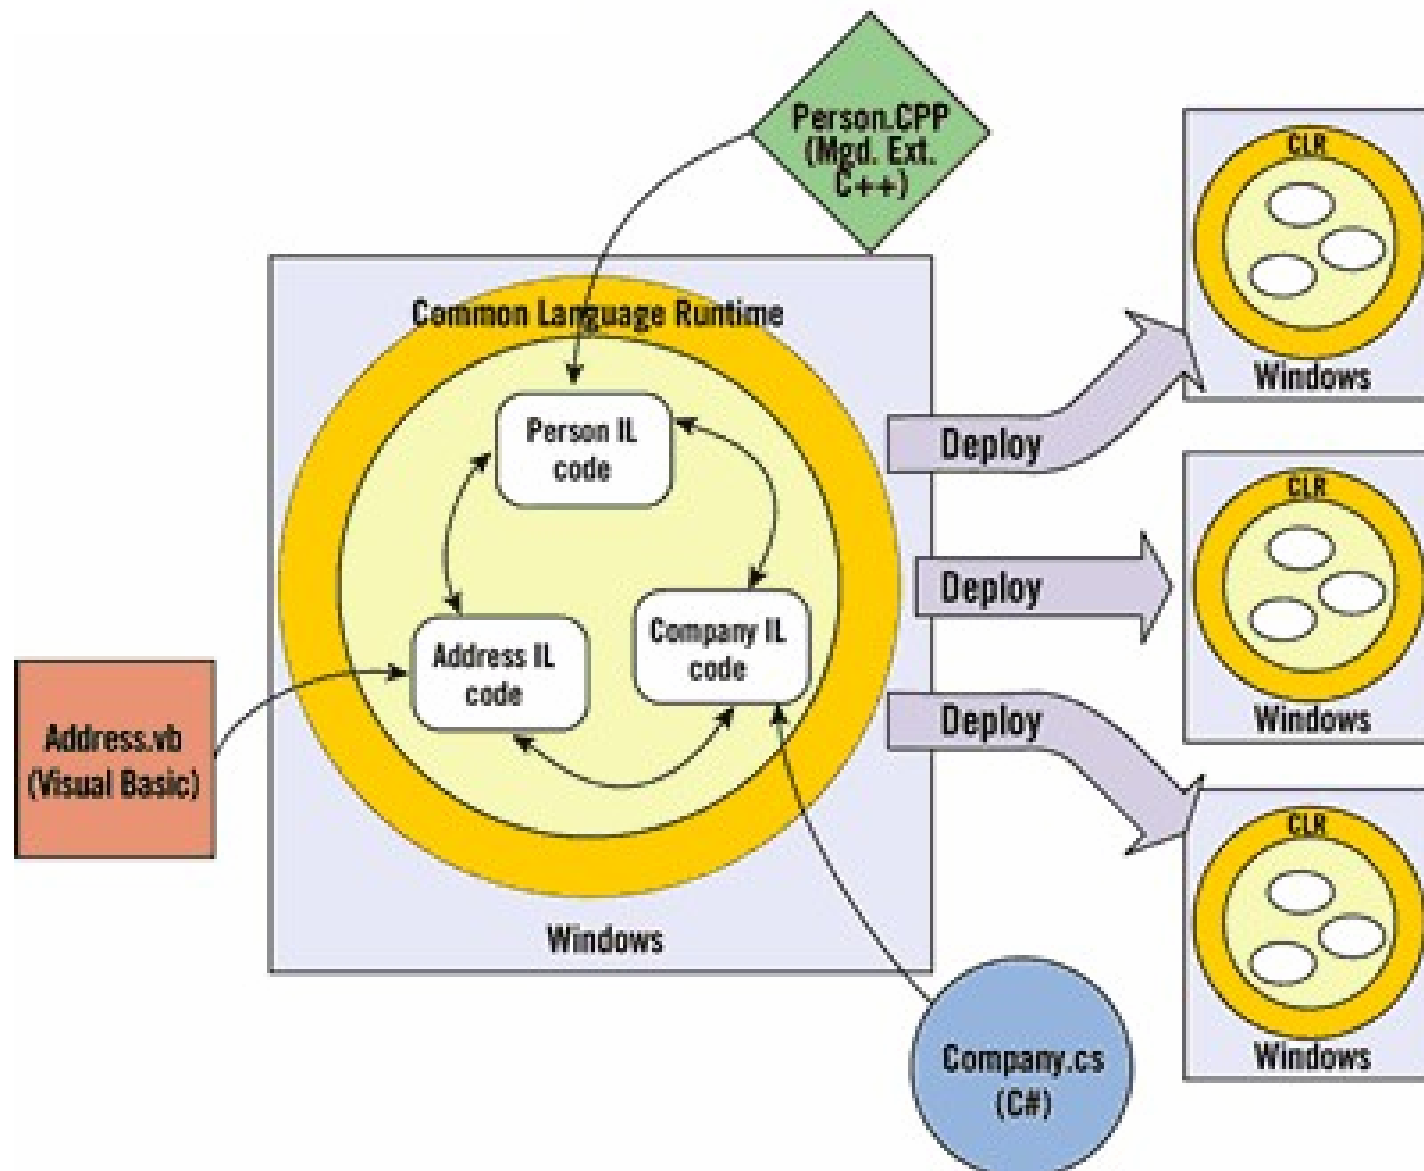 Person.CPP
(Mgd. Ext.
C++)
CLR
Windows
Common Language Runtime
Person IL
code
Deploy
CLR
Windows
Deploy
Company IL
code
Address IL
code
Address.vb
(Visual Basic)
Deploy
CLR
Windows
Windows
Company.cs
(C#)